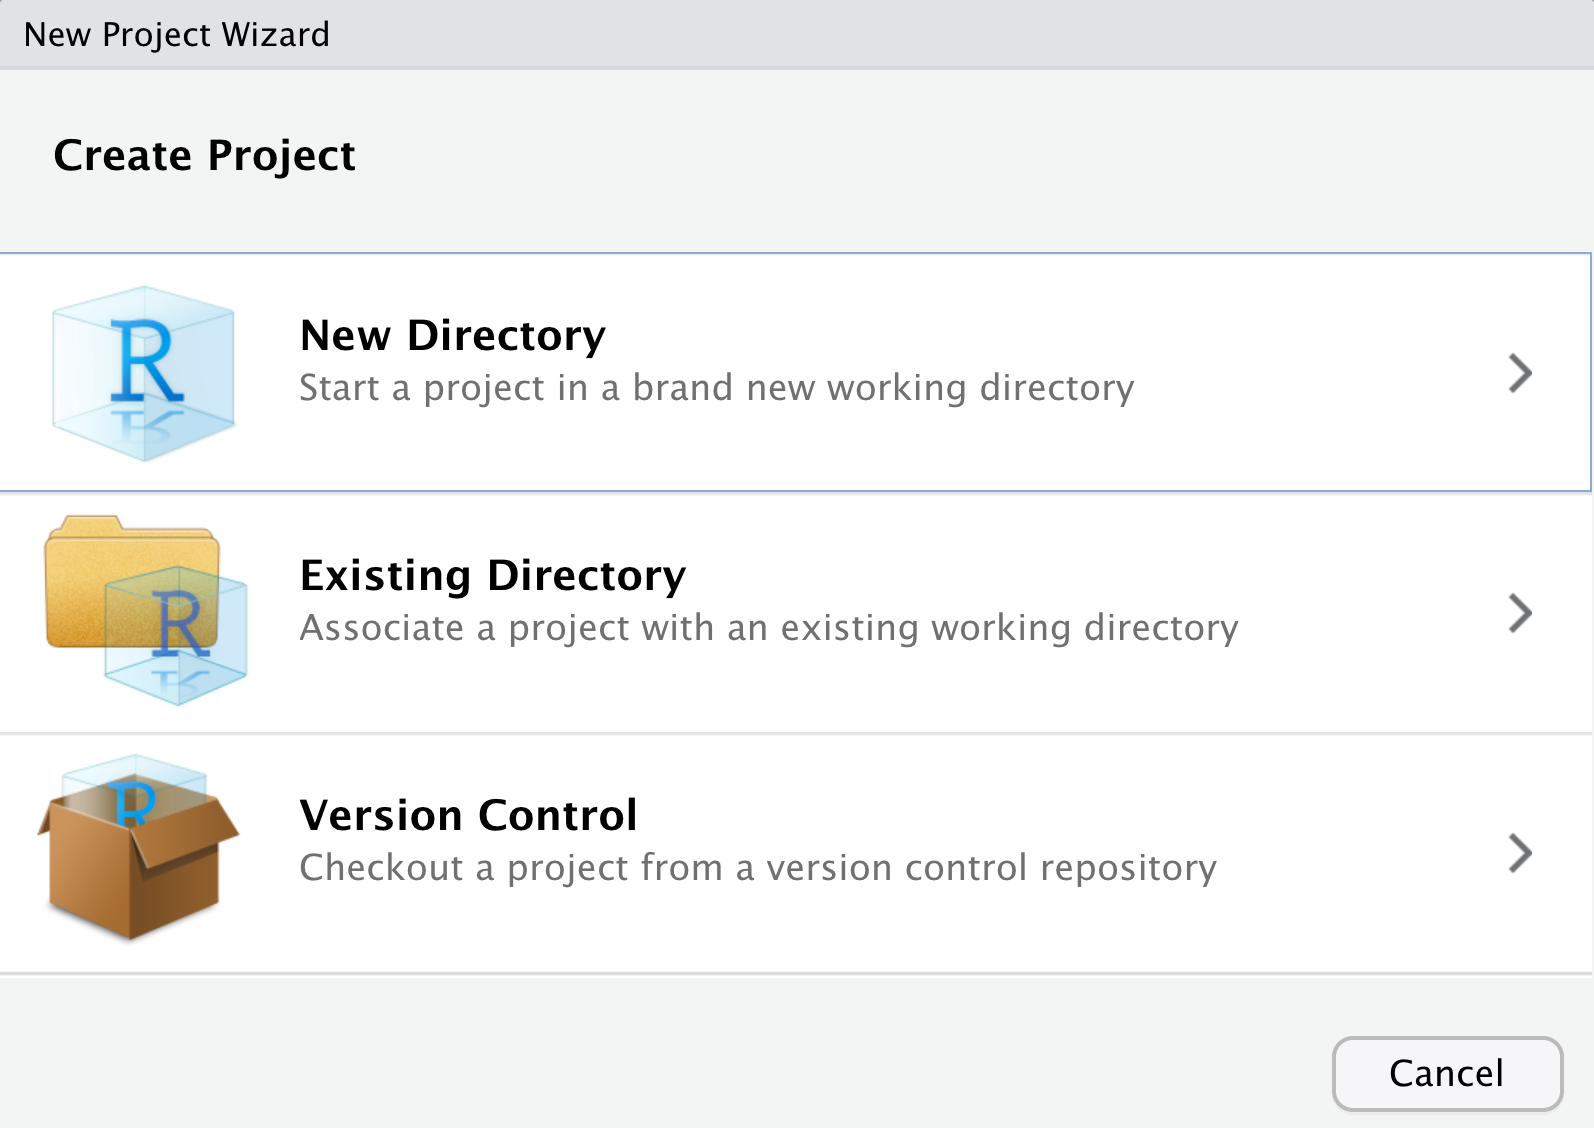 New Project Wizard
Create Project
R
New Directory
Start a project in a brand new working directory
R
Existing Directory
Associate a project with an existing working directory
R
Version Control
Checkout a project from a version control repository
Cancel